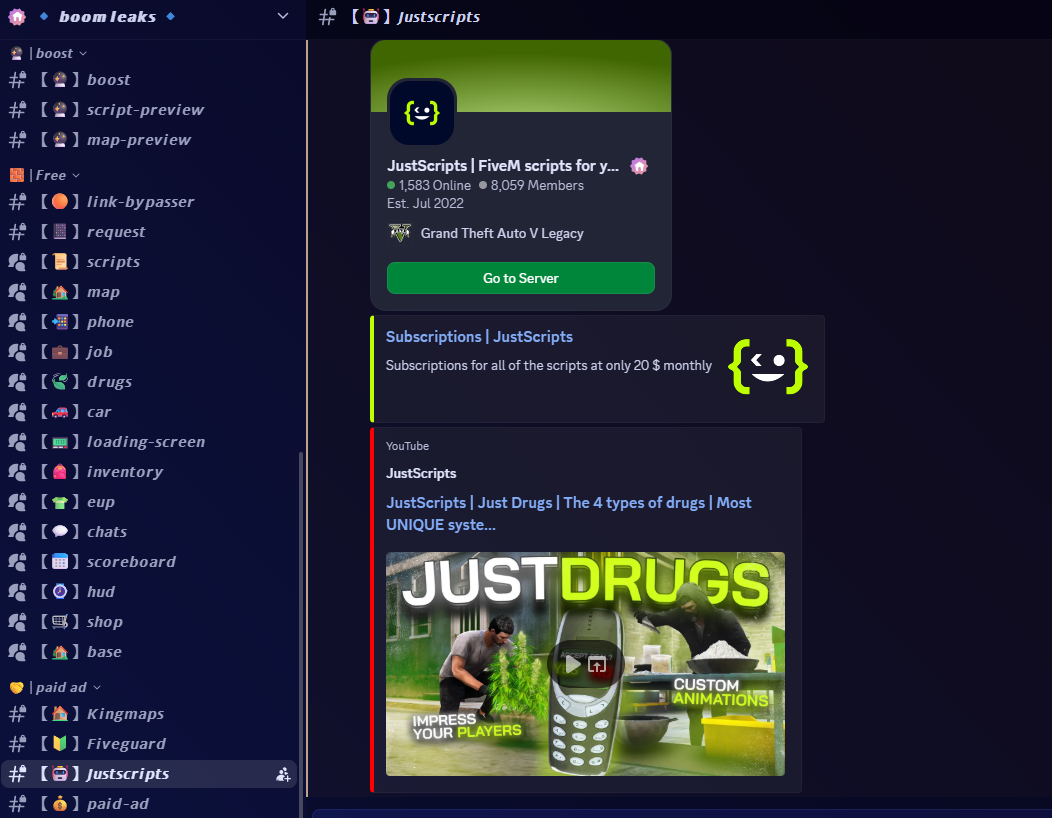 boom leaks
【】Justscripts
| boost
【】boost
【】script-preview
【】map-preview
| Free
【】link-bypasser
【】request
【】scripts
【】map
【】phone
【】job
【】drugs
【】car
【】loading-screen
【】inventory
【】eup
【】chats
【】scoreboard
【】hud
【】shop
【】base
| paid ad
【】Kingmaps
【】Fiveguard
【】Justscripts
【】paid-ad
JustScripts | FiveM scripts for y...
1,583 Online 8,059 Members
Est. Jul 2022
Grand Theft Auto V Legacy
Go to Server
Subscriptions | JustScripts
Subscriptions for all of the scripts at only 20 $ monthly
YouTube
JustScripts
JustScripts | Just Drugs | The 4 types of drugs | Most
UNIQUE syste...
JUSTDRUGS
IMPRESS
YOUR PLAYERS
CUSTOM
ANIMATIONS